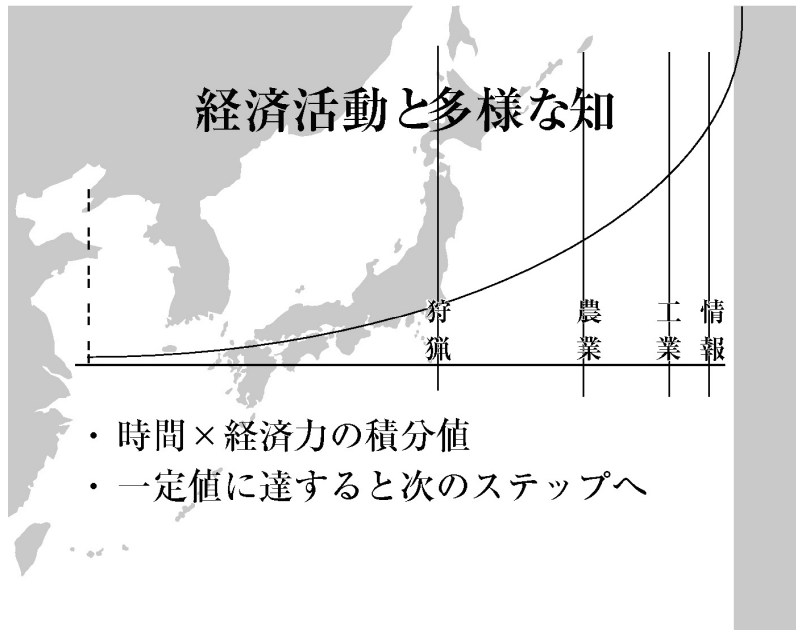 経済活動と多様な知
狩猟
農業
工業
情報
・時間×経済力の積分値
・一定値に達すると次のステップへ